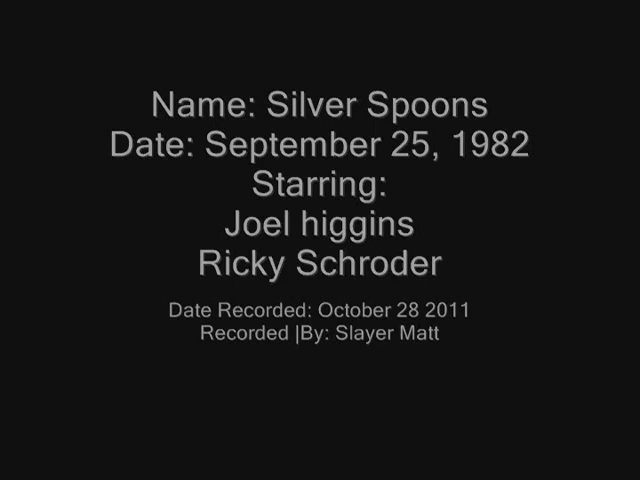 Name: Silver Spoons
Date: September 25, 1982
Starring:
Joel higgins
Ricky Schroder
Date Recorded: October 28 2011
Recorded |By: Slayer Matt